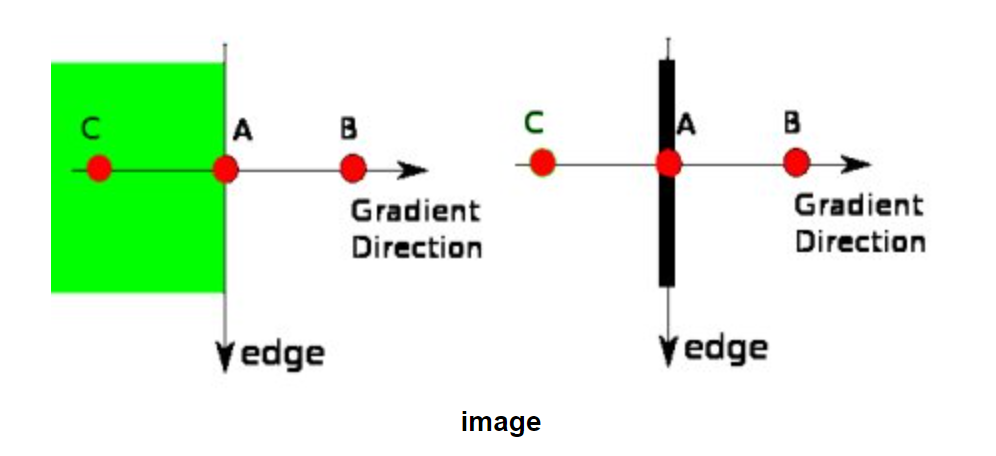 C A B
Gradient
Direction
edge
C A B
Gradient
Direction
edge
image